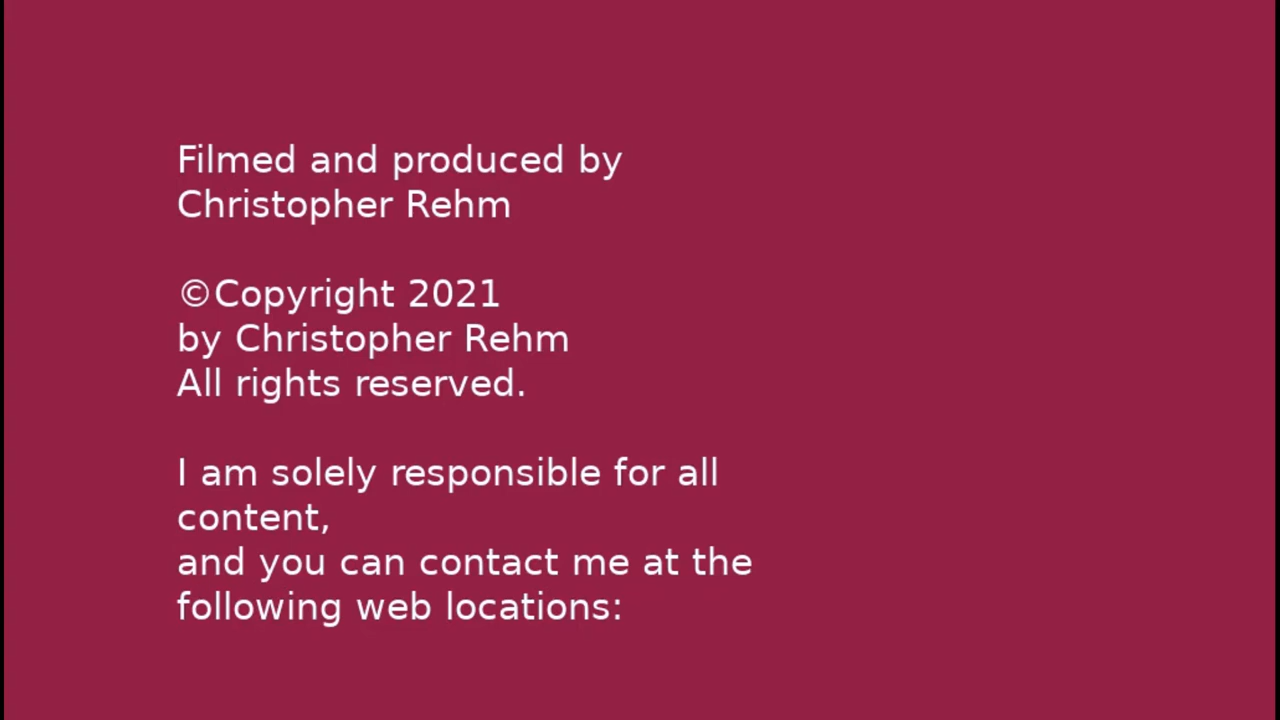 Filmed and produced by
Christopher Rehm
©Copyright 2021
by Christopher Rehm
All rights reserved.
I am solely responsible for all
content,
and you can contact me at the
following web locations: